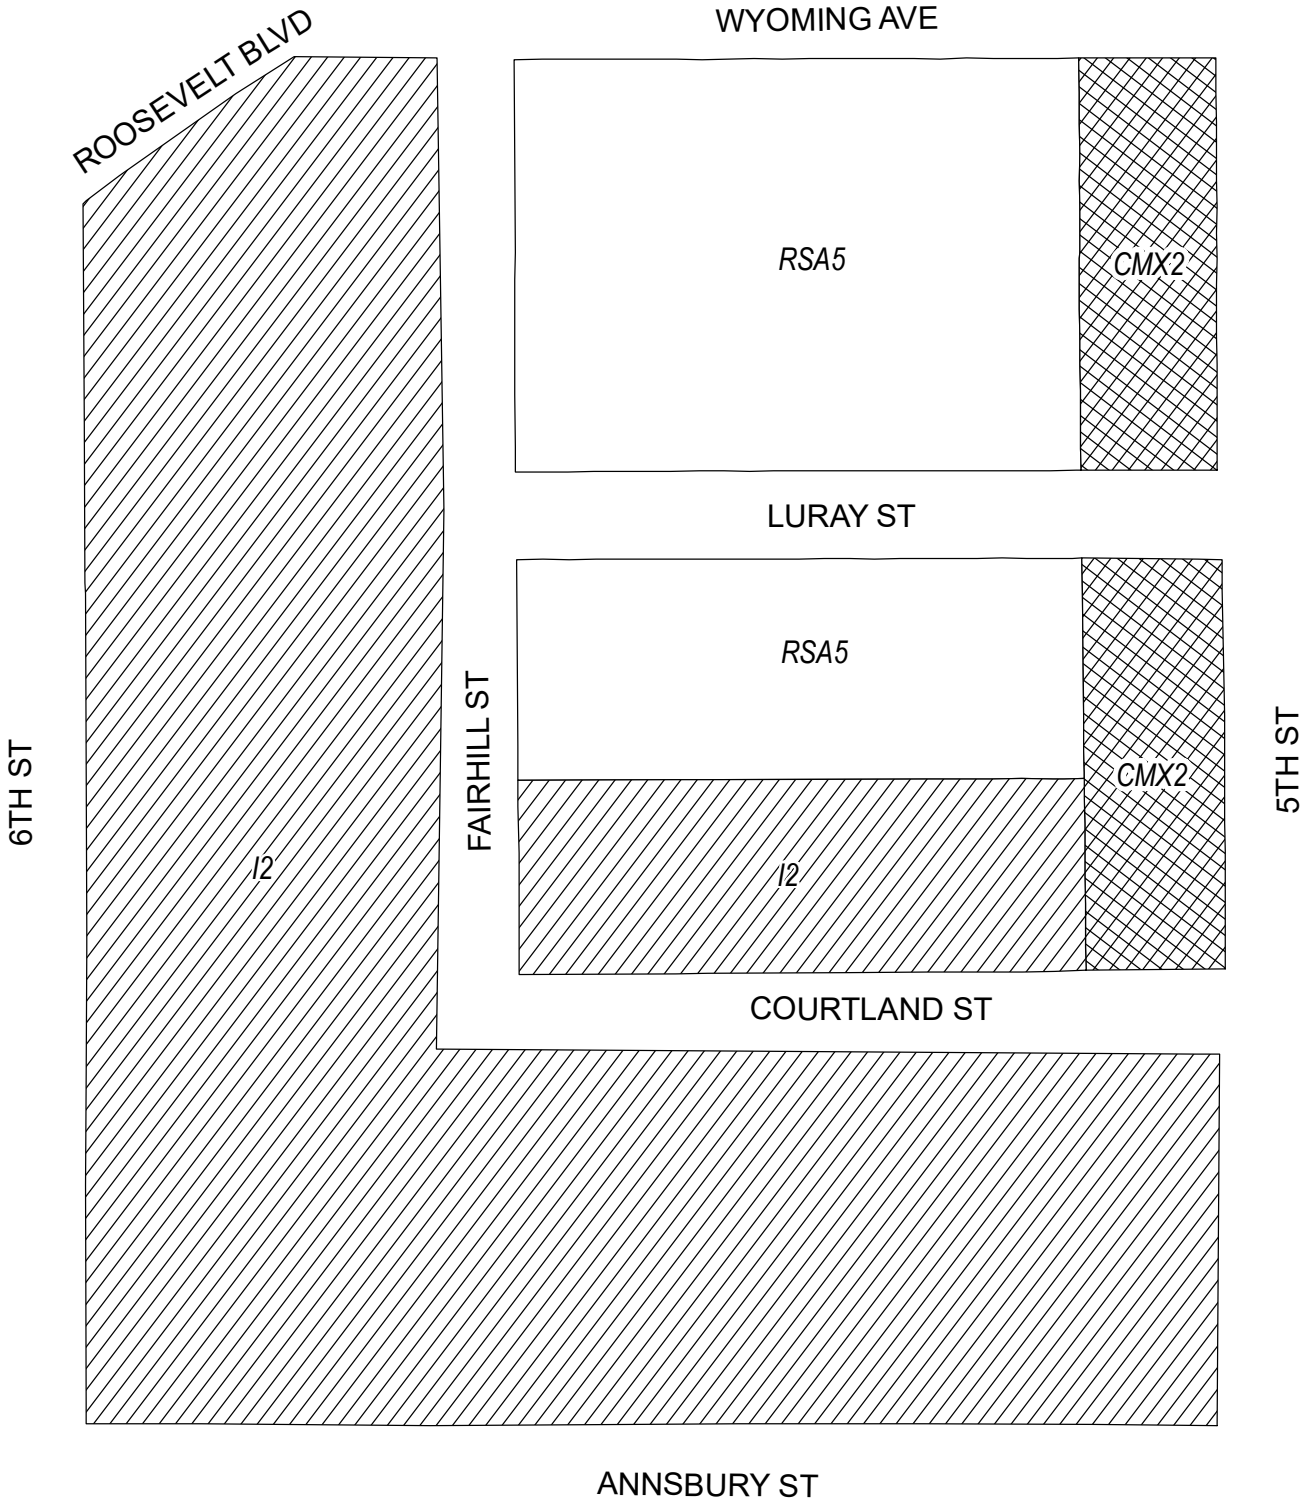 WYOMING AVE
ROOSEVELT BLVD
RSA5
CMX2
LURAY ST
RSA5
FAIRHILL ST
6TH ST
5TH ST
CMX2
I2
I2
COURTLAND ST
ANNSBURY ST